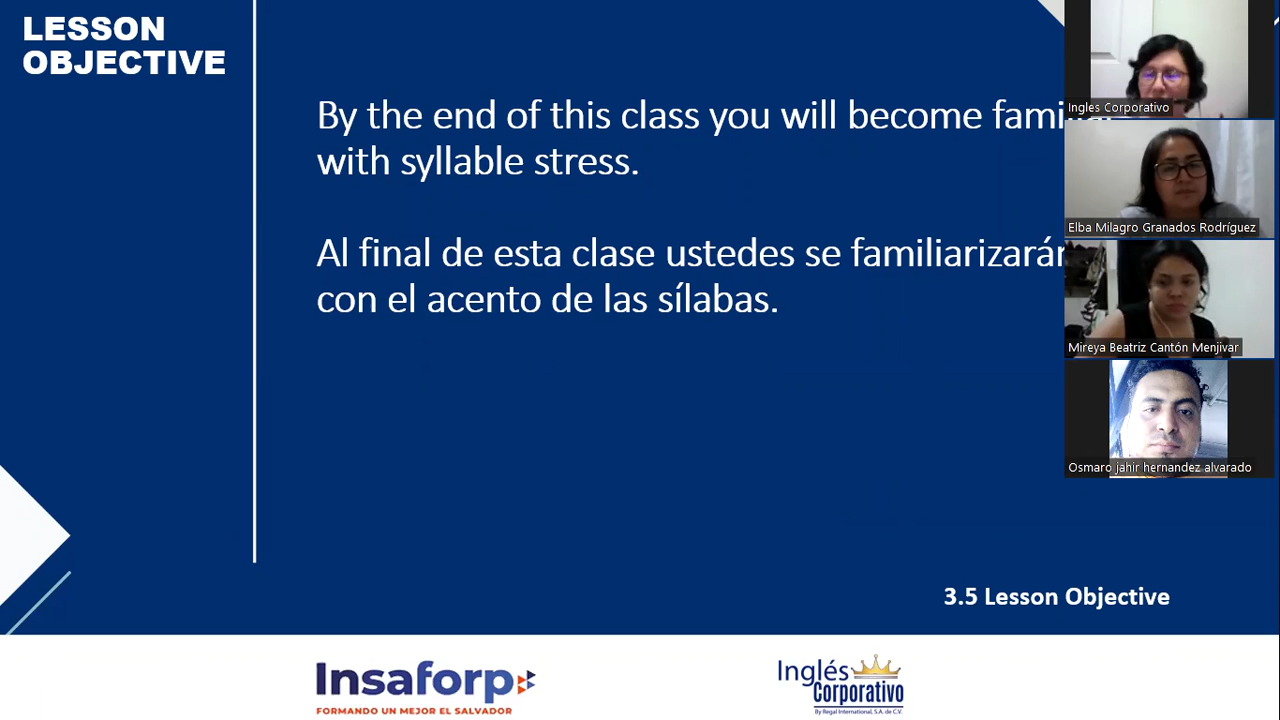 LESSON
OBJECTIVE
By the end of this class you will become
with syllable stress.
Al final de esta clase ustedes se familiarizarán
con el acento de las sílabas.
3.5 Lesson Objective
Insaforp
FORMANDO UN MEJOR EL SALVADOR
Inglés
Corporativo
By Regal International, S.A. de C.V.
Ingles Corporativo
Elba Milagro Granados Rodríguez
Mireya Beatriz Cantón Menjivar
Osmaro jahir hernandez alvarado